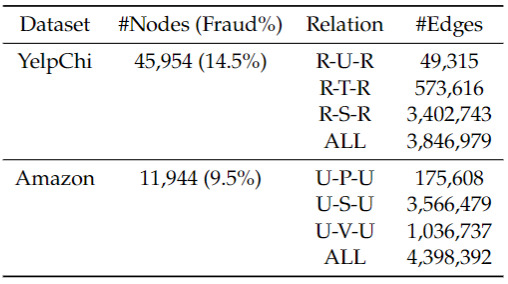 Dataset #Nodes (Fraud%) Relation #Edges
YelpChi 45,954 (14.5%) R-U-R 49,315
R-T-R 573,616
R-S-R 3,402,743
ALL 3,846,979
Amazon 11,944 (9.5%) U-P-U 175,608
U-S-U 3,566,479
U-V-U 1,036,737
ALL 4,398,392